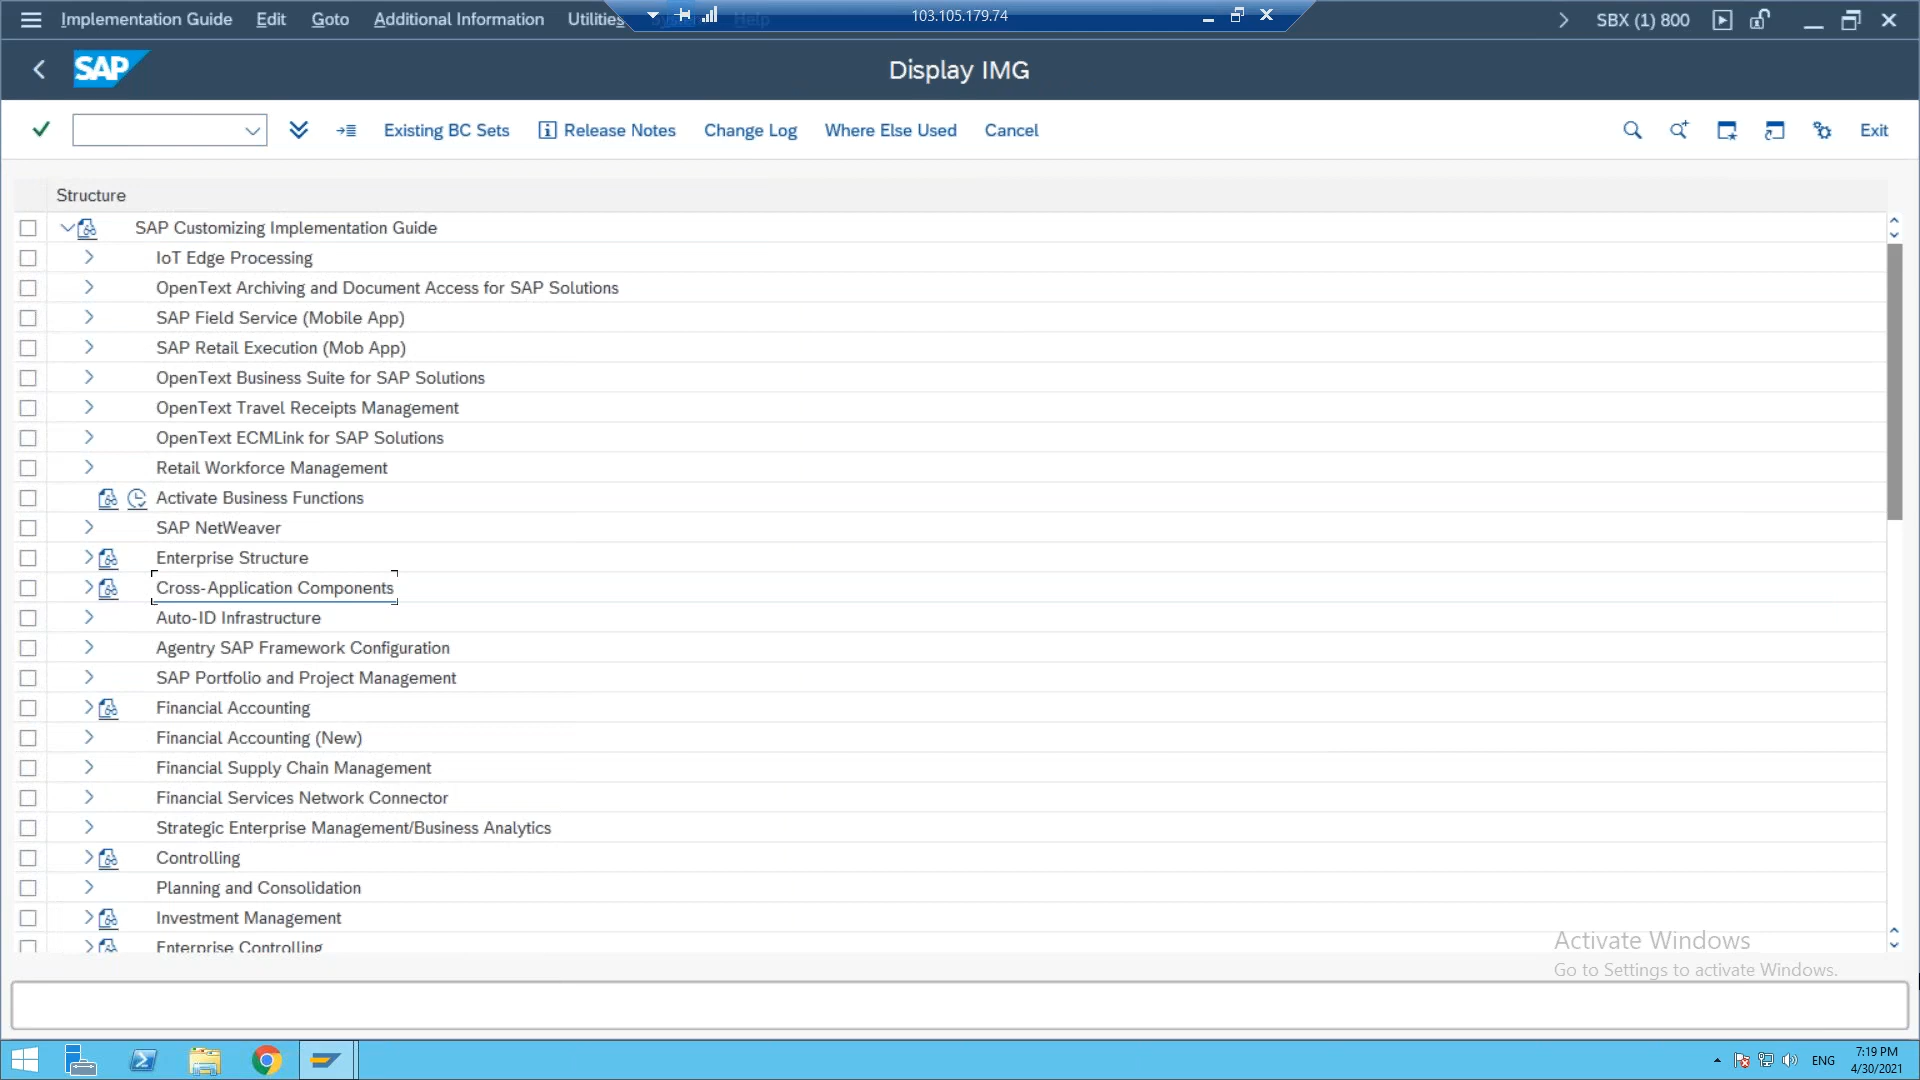 Implementation Guide Edit Goto Additional Information Utilities 103.105.179.74 Help SBX (1) 800
SAP Display IMG
Existing BC Sets Release Notes Change Log Where Else Used Cancel Exit
Structure
SAP Customizing Implementation Guide
IoT Edge Processing
OpenText Archiving and Document Access for SAP Solutions
SAP Field Service (Mobile App)
SAP Retail Execution (Mob App)
OpenText Business Suite for SAP Solutions
OpenText Travel Receipts Management
OpenText ECMLink for SAP Solutions
Retail Workforce Management
Activate Business Functions
SAP NetWeaver
Enterprise Structure
Cross-Application Components
Auto-ID Infrastructure
Agentry SAP Framework Configuration
SAP Portfolio and Project Management
Financial Accounting
Financial Accounting (New)
Financial Supply Chain Management
Financial Services Network Connector
Strategic Enterprise Management/Business Analytics
Controlling
Planning and Consolidation
Investment Management
Enterprise Controlling
Activate Windows
Go to Settings to activate Windows.
ENG 7:19 PM
4/30/2021